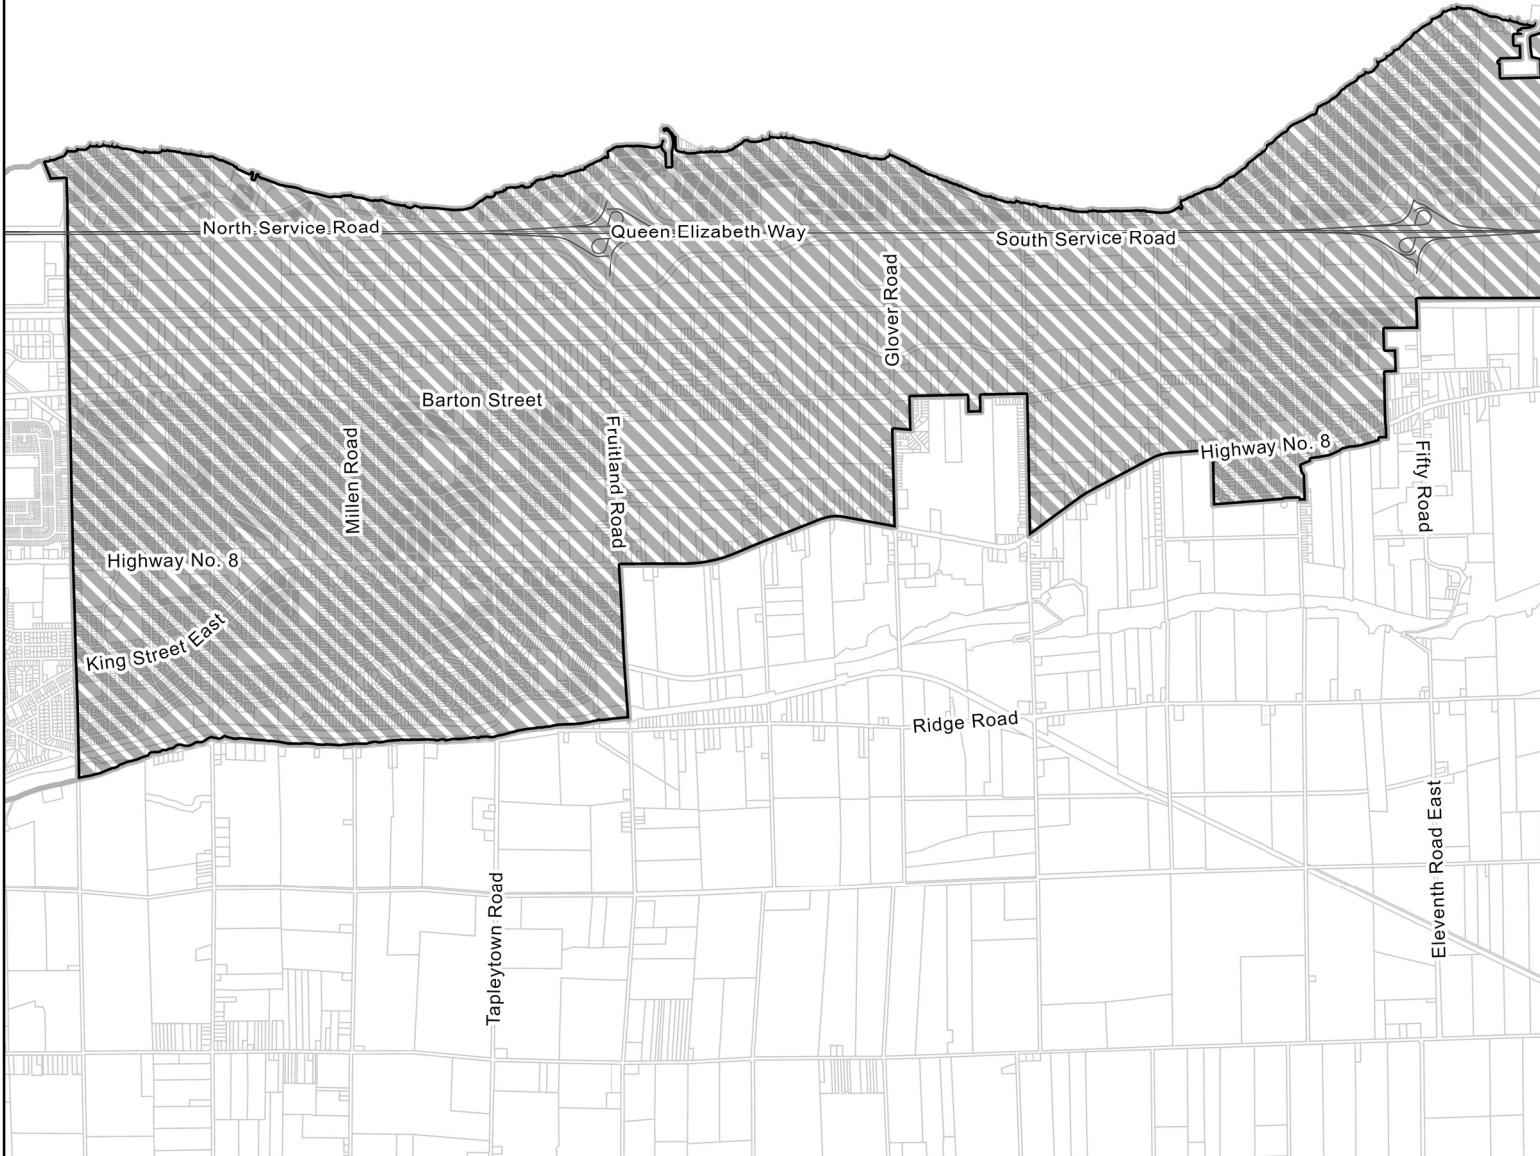 North Service Road
Queen Elizabeth Way
South Service Road
Glover Road
Barton Street
Millen Road
Fruitland Road
Highway No. 8
Fifty Road
Highway No. 8
King Street East
Ridge Road
Tapleytown Road
Eleventh Road East